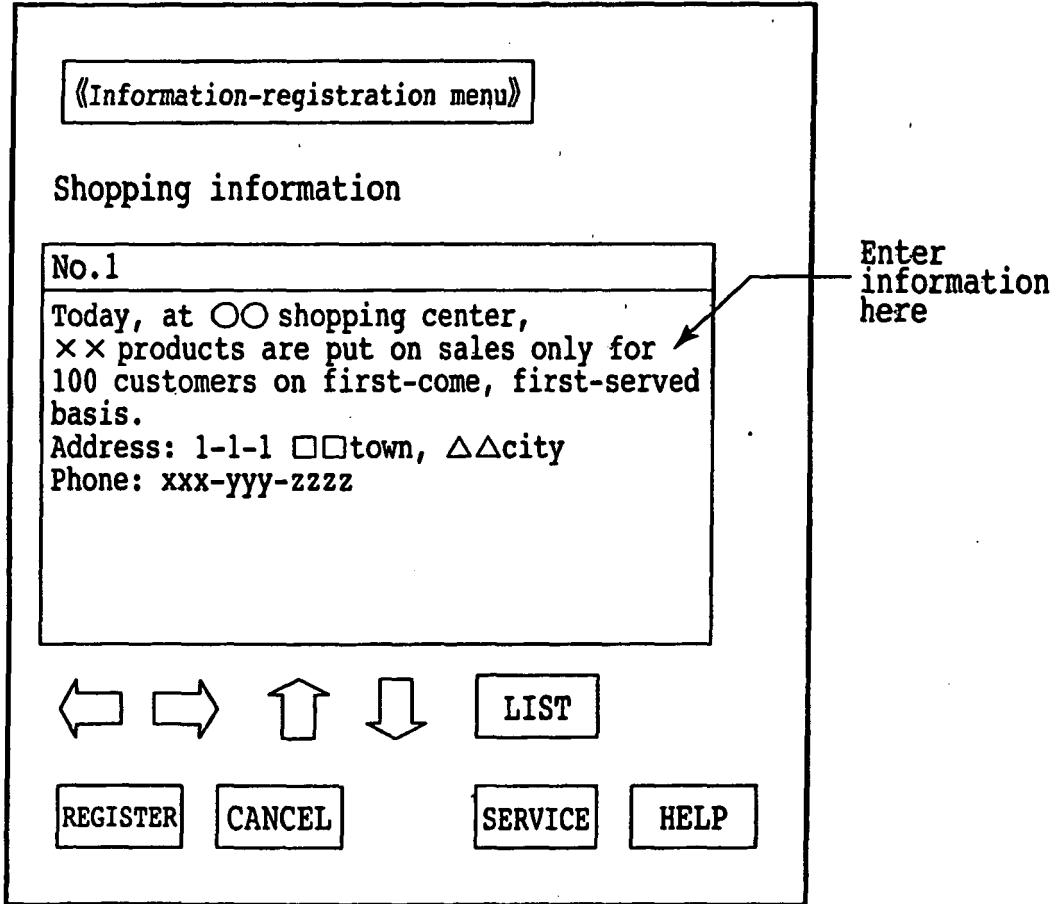 《Information-registration menu》
Shopping information
No.1
Today, at ○○ shopping center,
×× products are put on sales only for
100 customers on first-come, first-served
basis.
Address: 1-1-1 □□town, △△city
Phone: xxx-yyy-zzzz
Enter
information
here
LIST
REGISTER CANCEL SERVICE HELP